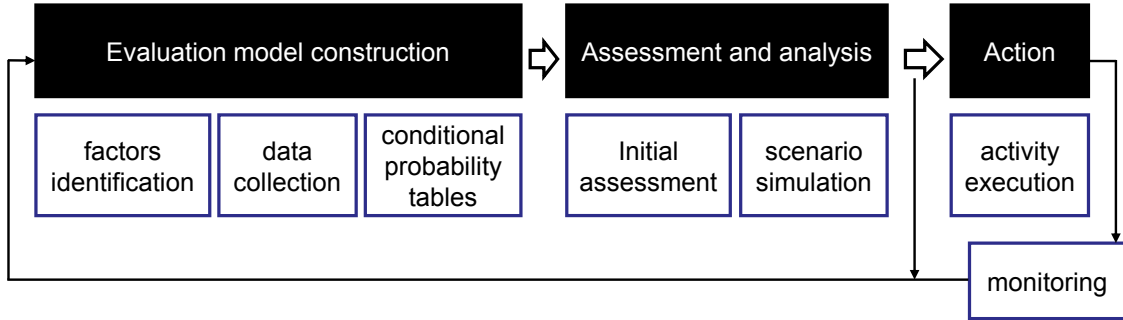 Evaluation model construction
Assessment and analysis
Action
factors
identification
data
collection
conditional
probability
tables
Initial
assessment
scenario
simulation
activity
execution
monitoring